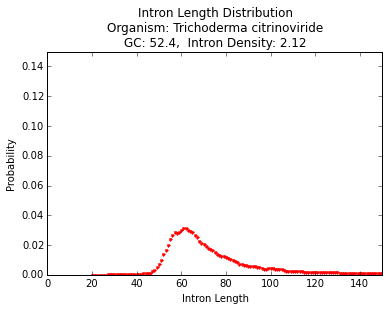 Intron Length Distribution
Organism: Trichoderma citrinoviride
GC: 52.4,  Intron Density: 2.12
0.14
0.12
0.10
0.08
0.06
0.04
0.02
0.00
Probability
0 20 40 60 80 100 120 140
Intron Length